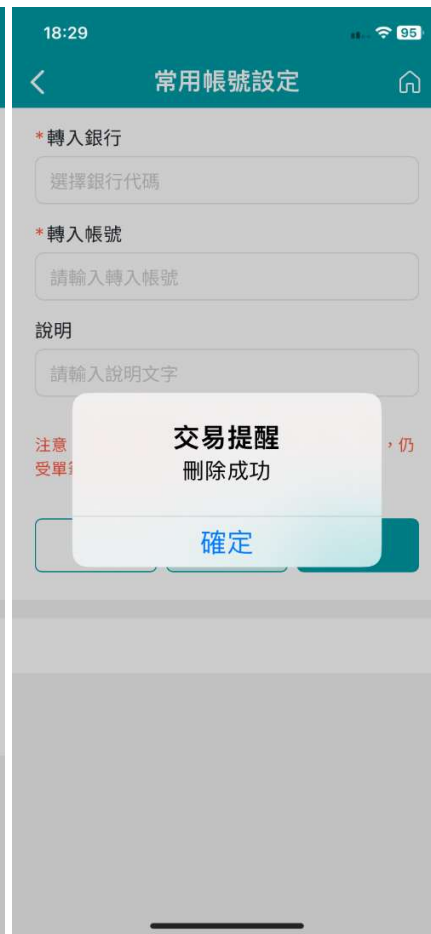 18:29
95
常用帳號設定
*轉入銀行
選擇銀行代碼
*轉入帳號
請輸入轉入帳號
說明
請輸入說明文字
注意
，仍
受單
交易提醒
刪除成功
確定